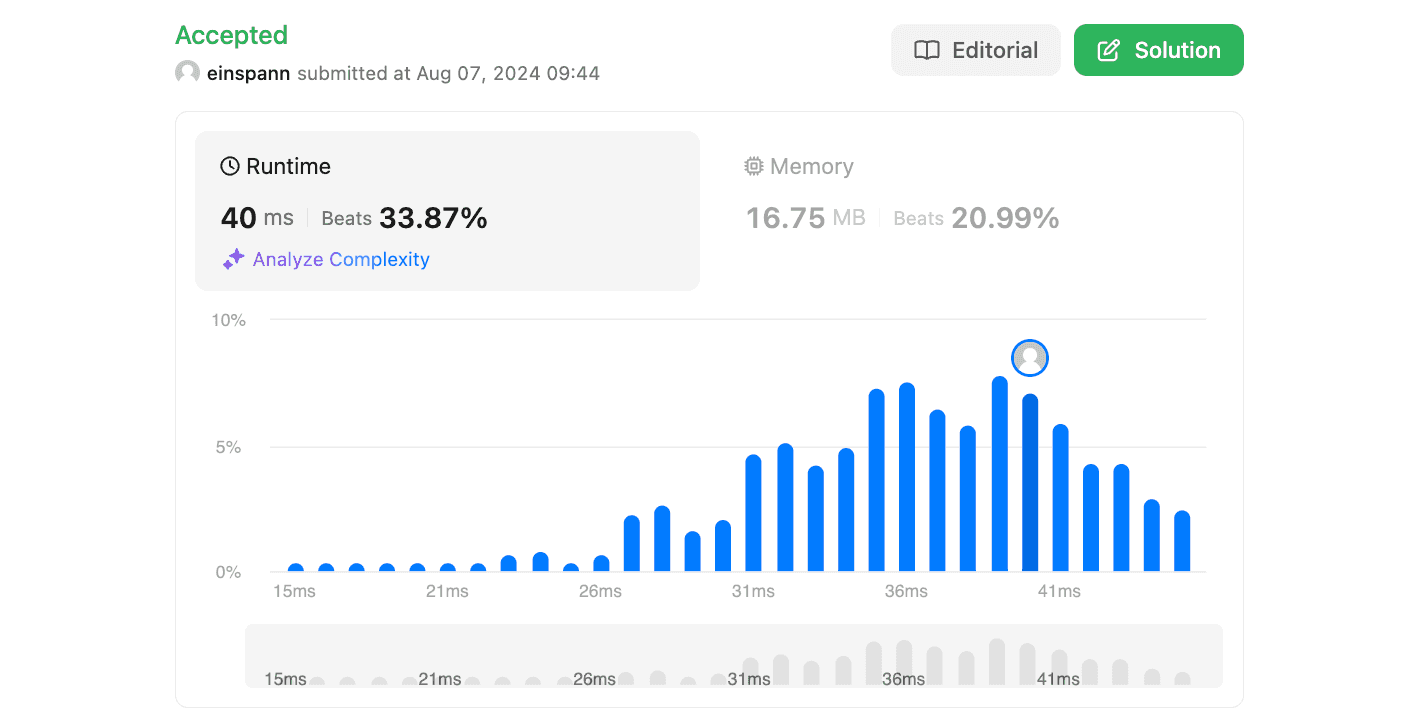 Accepted
einspann submitted at Aug 07, 2024 09:44
Editorial
Solution
Runtime
40 ms Beats 33.87%
Analyze Complexity
Memory
16.75 MB Beats 20.99%
10%
5%
0%
15ms 21ms 26ms 31ms 36ms 41ms
15ms 21ms 26ms 31ms 36ms 41ms